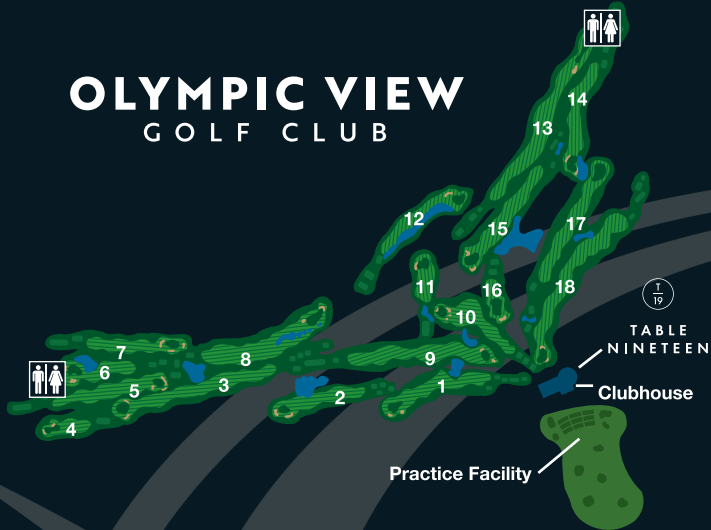 OLYMPIC VIEW
GOLF CLUB
14
13
12
15
17
11
16
18
10
T
19
TABLE
NINETEEN
7
8
9
6
5
3
1
2
4
Clubhouse
Practice Facility